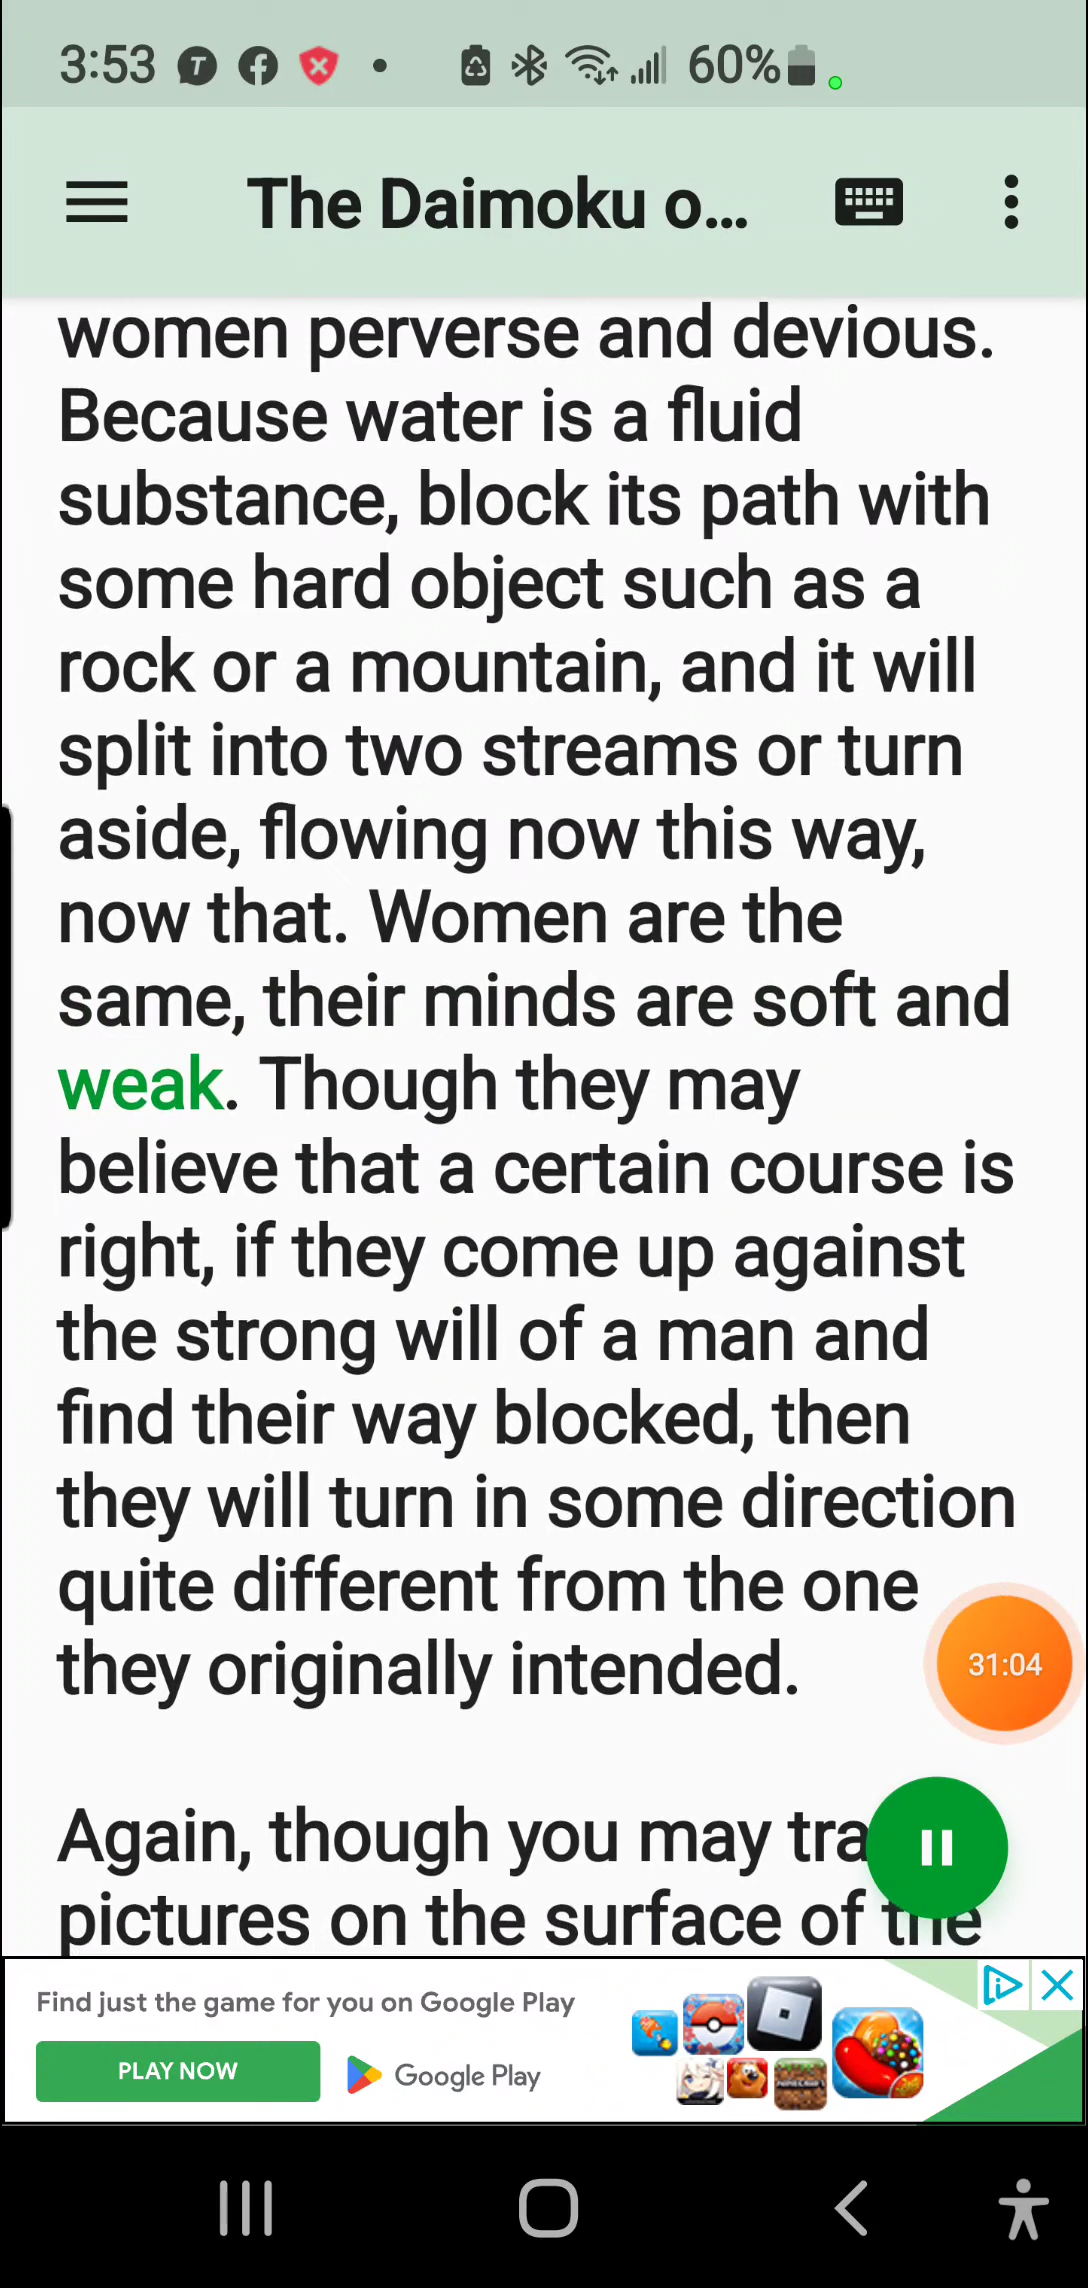 3:53
60%
The Daimoku o...
women perverse and devious.
Because water is a fluid
substance, block its path with
some hard object such as a
rock or a mountain, and it will
split into two streams or turn
aside, flowing now this way,
now that. Women are the
same, their minds are soft and
weak. Though they may
believe that a certain course is
right, if they come up against
the strong will of a man and
find their way blocked, then
they will turn in some direction
quite different from the one
they originally intended.
31:04
Again, though you may tra
pictures on the surface of the
Find just the game for you on Google Play
PLAY NOW
Google Play